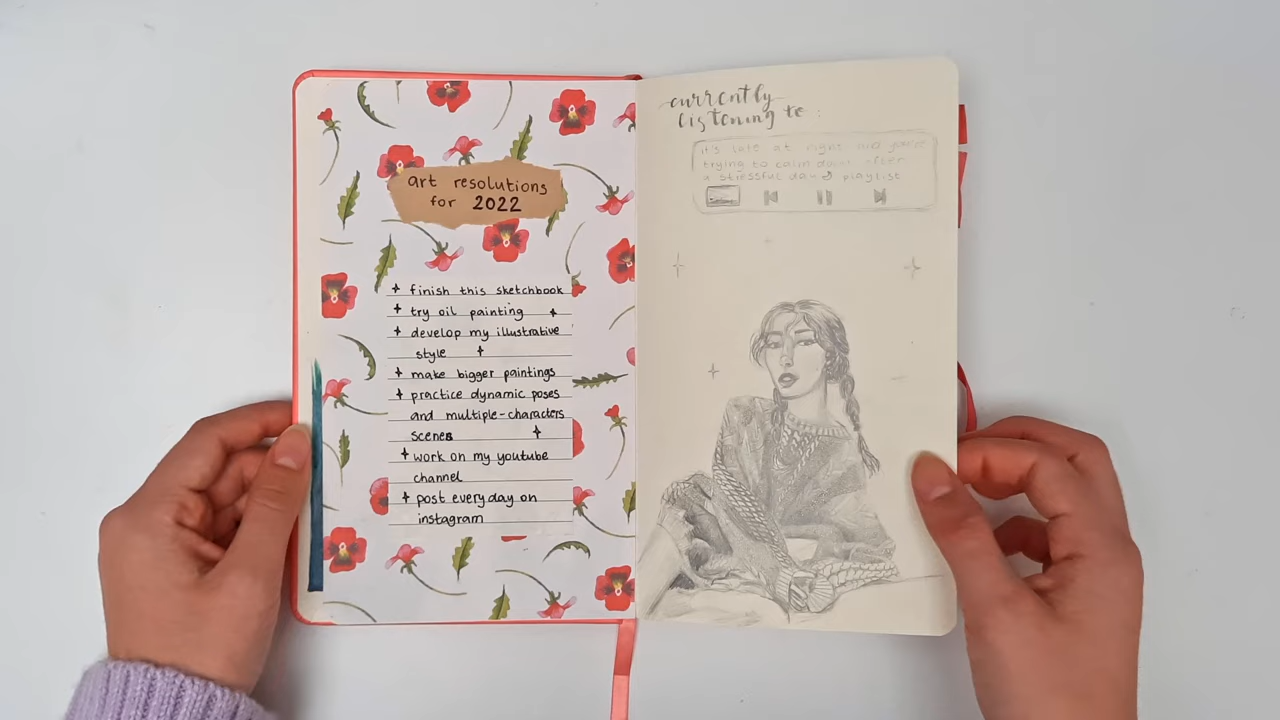 art resolutions
for 2022
finish this sketchbook
try oil painting
develop my illustrative
style
make bigger paintings
practice dynamic poses
and multiple-characters
scenes
work on my youtube
channel
post everyday on
instagram
currently
listening to :
it's late at night and you're
trying to calm down after
a stressful day playlist